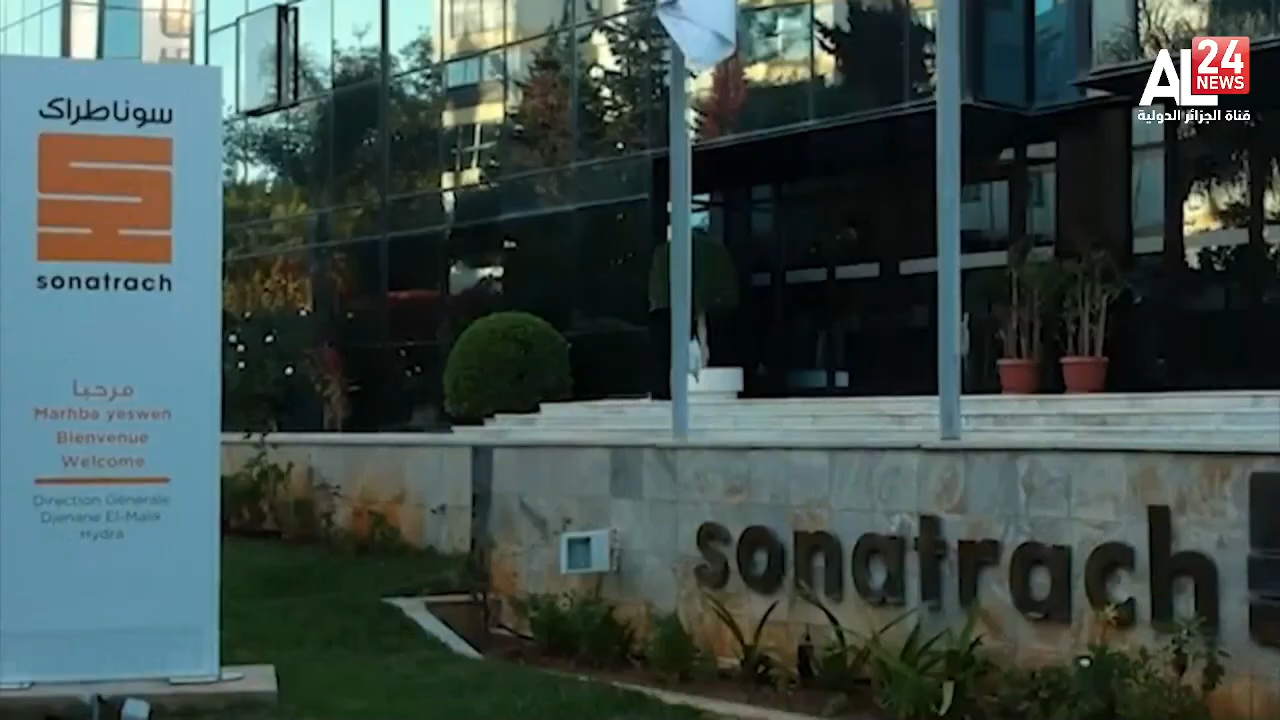 سوناطراك
sonatrach
مرحبا
Marhba yeswen
Bienvenue
Welcome
Direction Générale
Djenane El-Malik
Hydra
sonatrach
AL
24
NEWS
قناة الجزائر الدولية